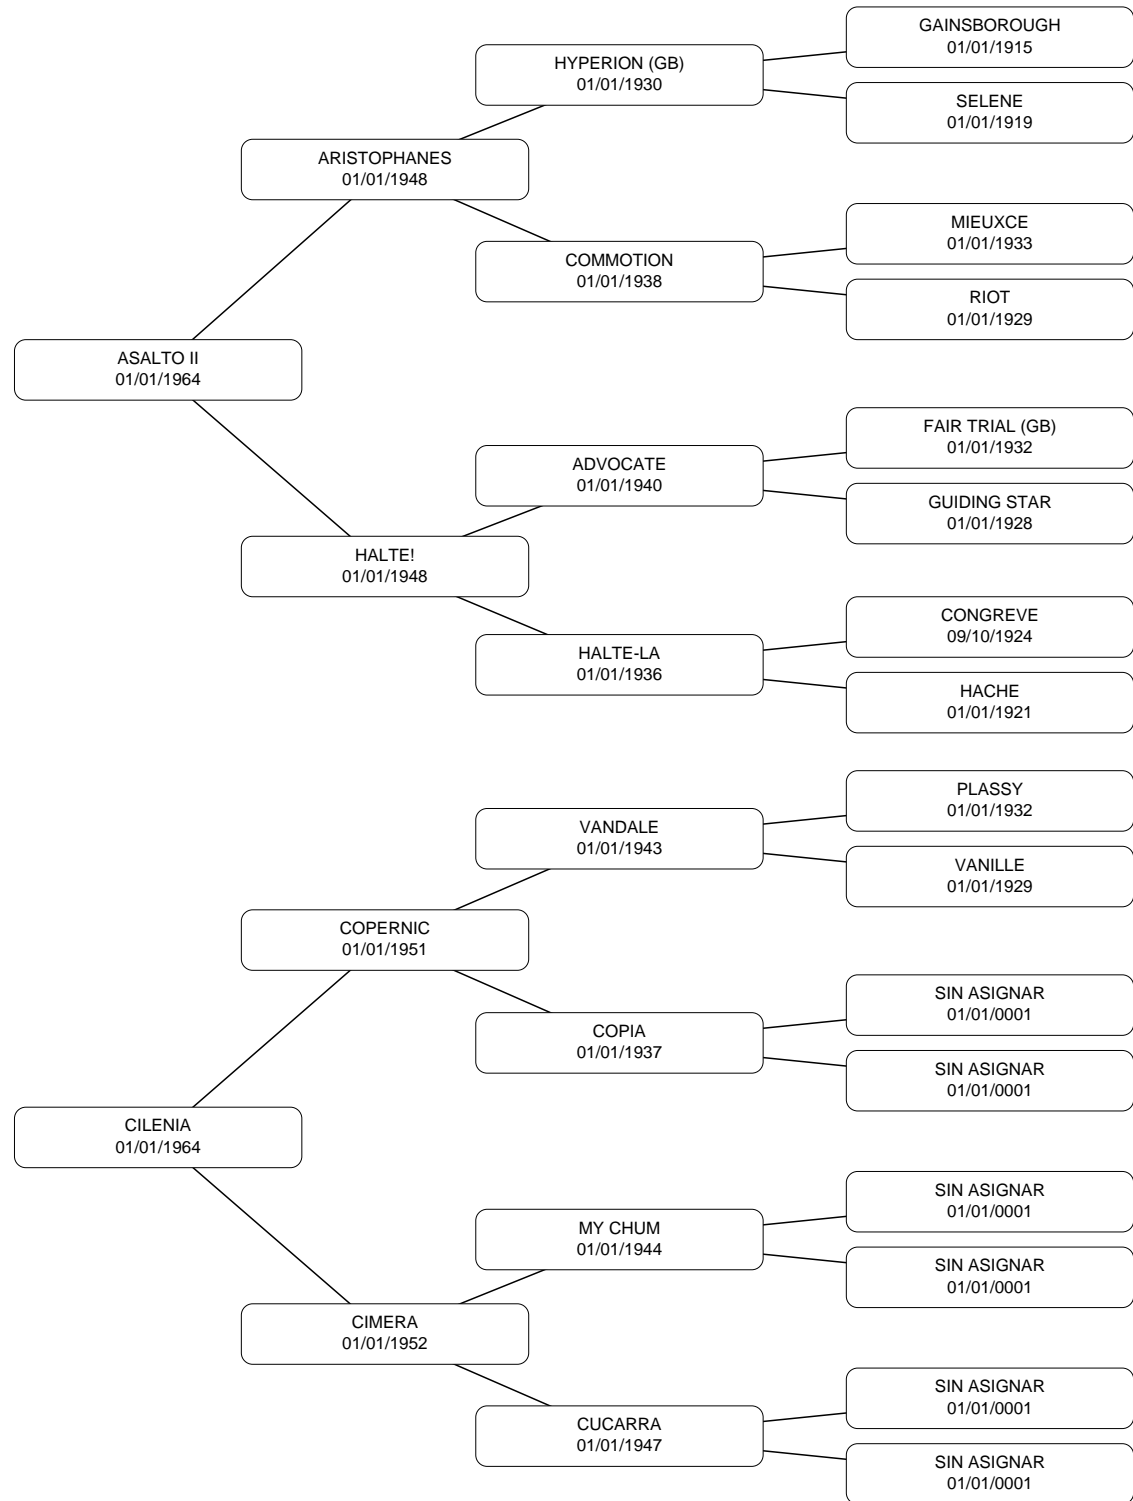 GAINSBOROUGH
01/01/1915
HYPERION (GB)
01/01/1930
SELENE
01/01/1919
ARISTOPHANES
01/01/1948
MIEUXCE
01/01/1933
COMMOTION
01/01/1938
RIOT
01/01/1929
ASALTO II
01/01/1964
FAIR TRIAL (GB)
01/01/1932
ADVOCATE
01/01/1940
GUIDING STAR
01/01/1928
HALTE!
01/01/1948
CONGREVE
09/10/1924
HALTE-LA
01/01/1936
HACHE
01/01/1921
PLASSY
01/01/1932
VANDALE
01/01/1943
VANILLE
01/01/1929
COPERNIC
01/01/1951
SIN ASIGNAR
01/01/0001
COPIA
01/01/1937
SIN ASIGNAR
01/01/0001
CILENIA
01/01/1964
SIN ASIGNAR
01/01/0001
MY CHUM
01/01/1944
SIN ASIGNAR
01/01/0001
CIMERA
01/01/1952
SIN ASIGNAR
01/01/0001
CUCARRA
01/01/1947
SIN ASIGNAR
01/01/0001